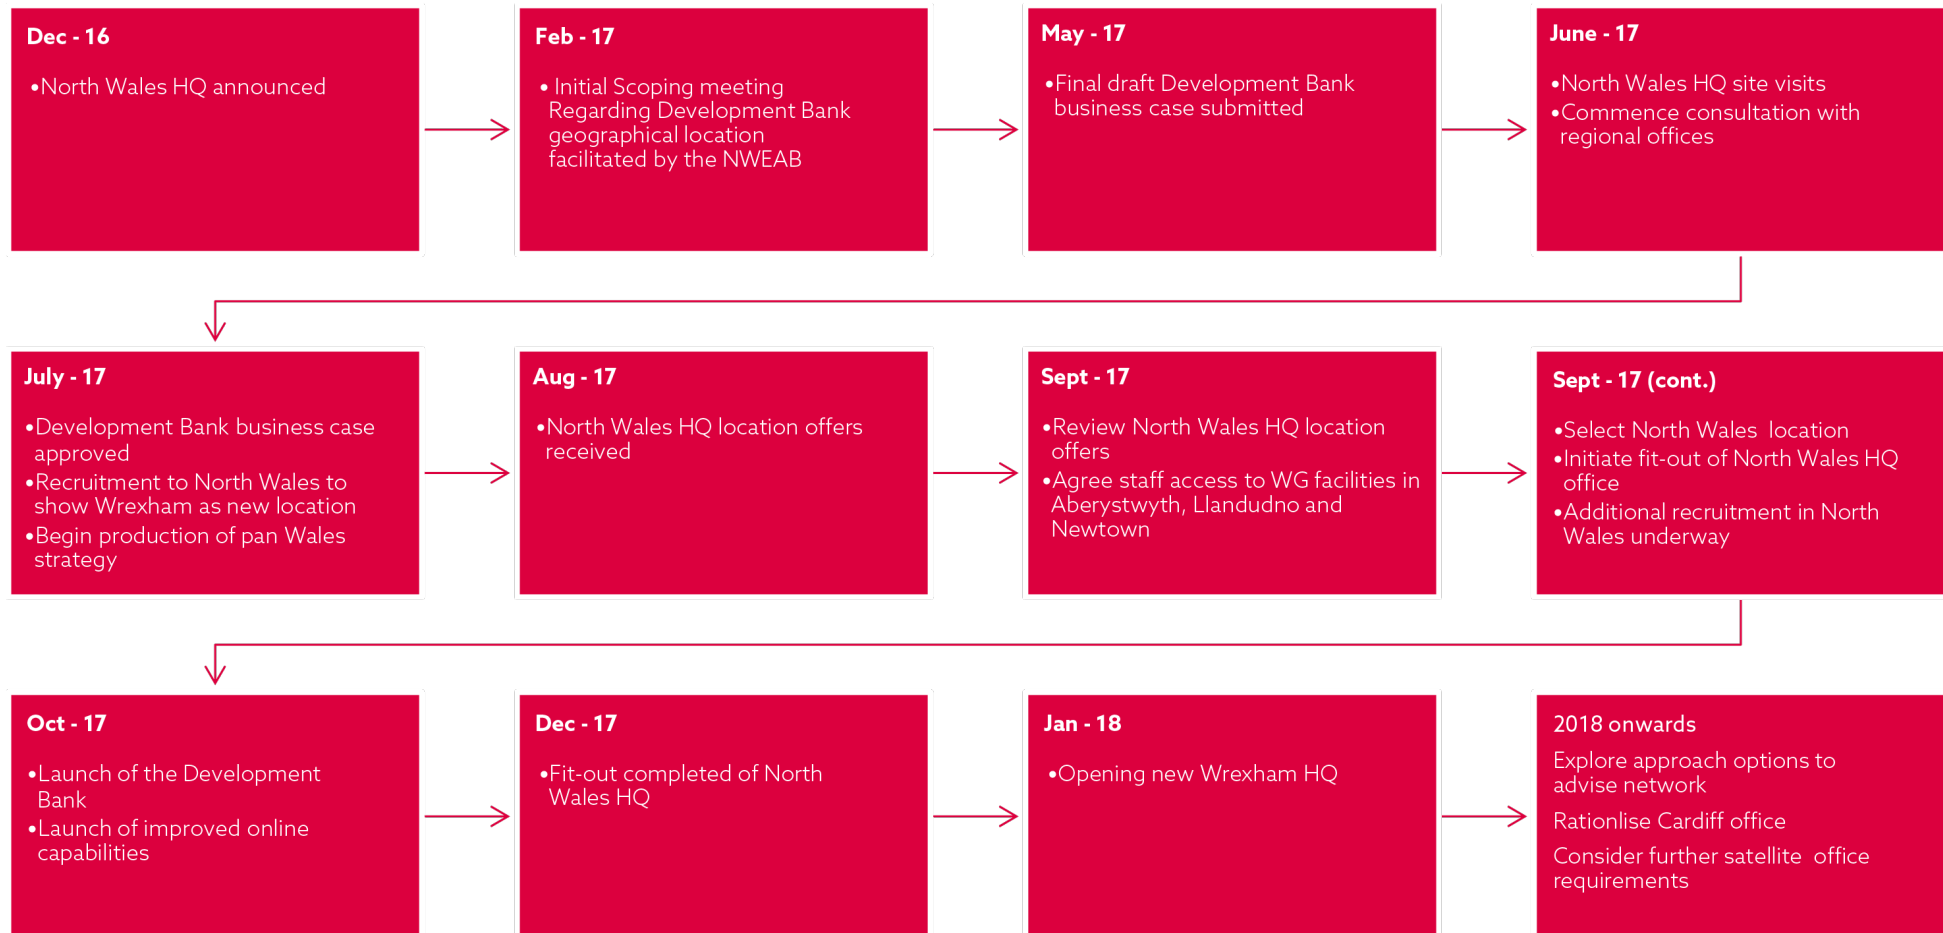 Dec - 16
•North Wales HQ announced
Feb - 17
• Initial Scoping meeting
Regarding Development Bank
geographical location
facilitated by the NWEAB
May - 17
•Final draft Development Bank
business case submitted
June - 17
•North Wales HQ site visits
•Commence consultation with
regional offices
July - 17
•Development Bank business case
approved
•Recruitment to North Wales to
show Wrexham as new location
•Begin production of pan Wales
strategy
Aug - 17
•North Wales HQ location offers
received
Sept - 17
•Review North Wales HQ location
offers
•Agree staff access to WG facilities in
Aberystwyth, Llandudno and
Newtown
Sept - 17 (cont.)
•Select North Wales  location
•Initiate fit-out of North Wales HQ
office
•Additional recruitment in North
Wales underway
Oct - 17
•Launch of the Development
Bank
•Launch of improved online
capabilities
Dec - 17
•Fit-out completed of North
Wales HQ
Jan - 18
•Opening new Wrexham HQ
2018 onwards
Explore approach options to
advise network
Rationlise Cardiff office
Consider further satellite  office
requirements